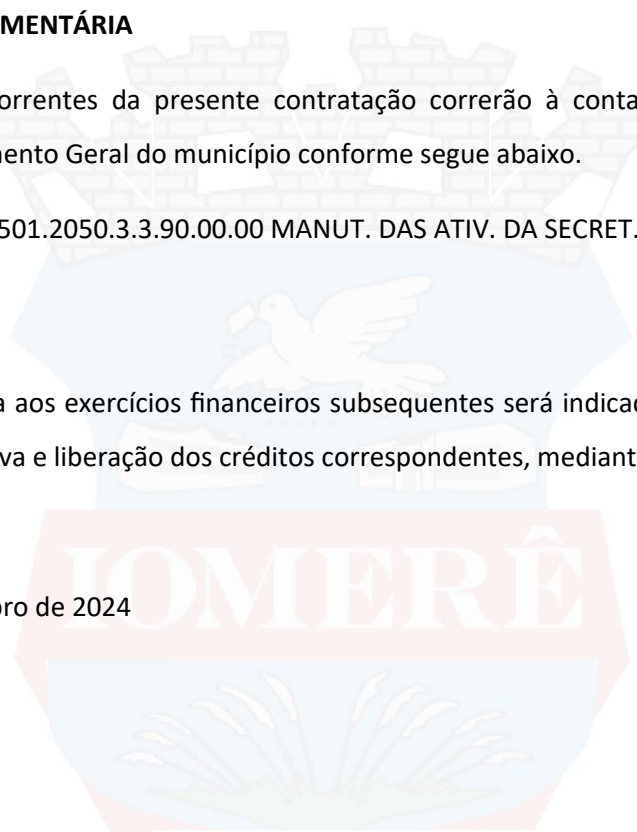 MENTÁRIA
orrentes da presente contratação correrão à conta
ento Geral do município conforme segue abaixo.
501.2050.3.3.90.00.00 MANUT. DAS ATIV. DA SECRET.
a aos exercícios financeiros subsequentes será indicad
va e liberação dos créditos correspondentes, mediant
IOMERÊ
bro de 2024